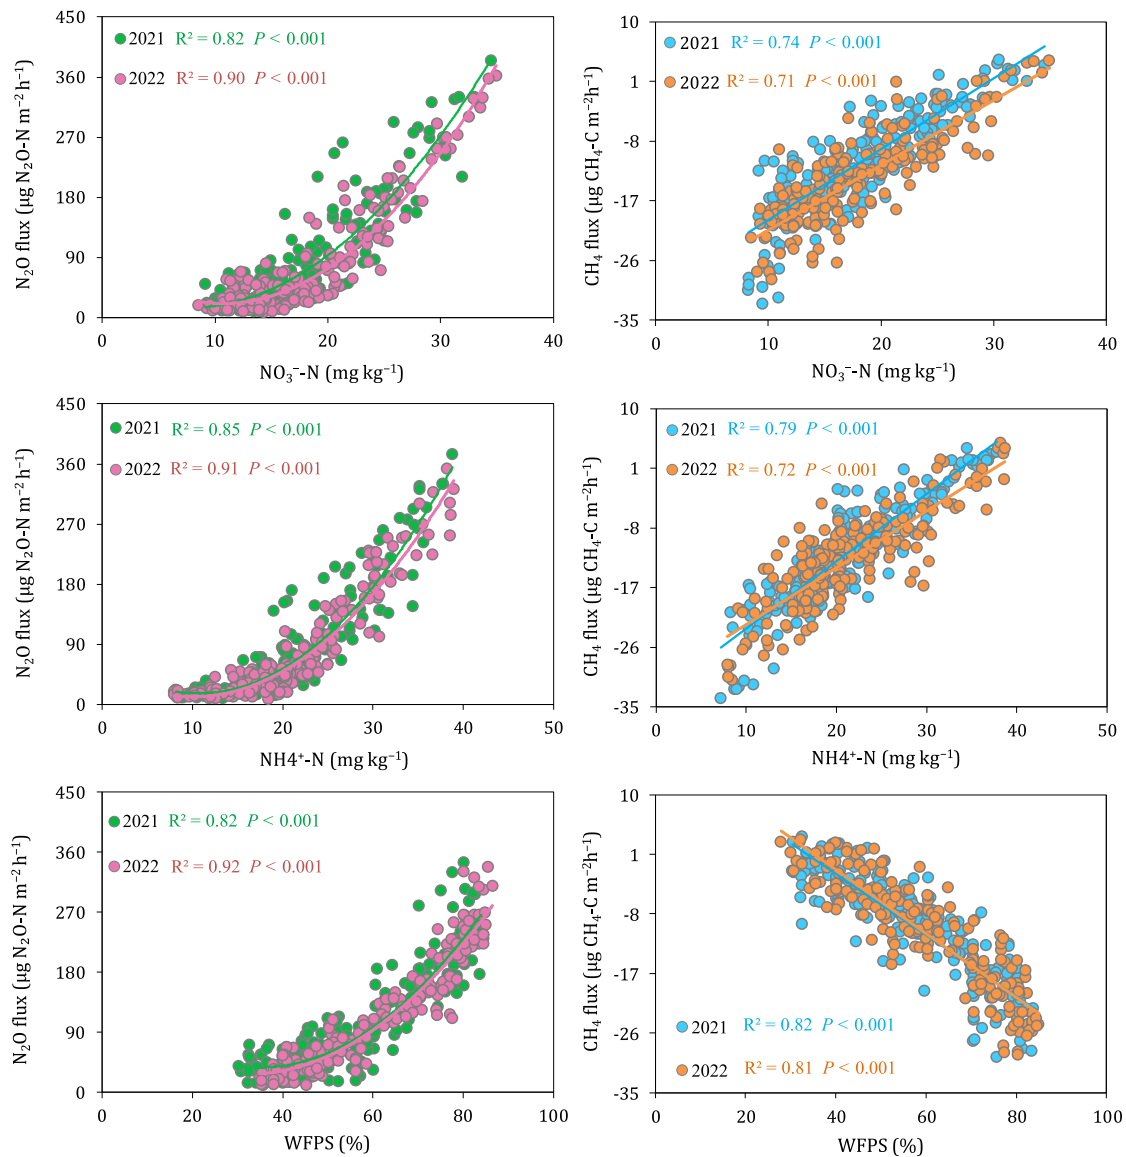 N₂O flux (µg N₂O-N m⁻² h⁻¹)
450
360
270
180
90
0
2021 R² = 0.82 P < 0.001
2022 R² = 0.90 P < 0.001
0 10 20 30 40
NO₃⁻-N (mg kg⁻¹)
CH₄ flux (µg CH₄-C m⁻²h⁻¹)
10
1
-8
-17
-26
-35
2021 R² = 0.74 P < 0.001
2022 R² = 0.71 P < 0.001
0 10 20 30 40
NO₃⁻-N (mg kg⁻¹)
N₂O flux (µg N₂O-N m⁻² h⁻¹)
450
360
270
180
90
0
2021 R² = 0.85 P < 0.001
2022 R² = 0.91 P < 0.001
0 10 20 30 40 50
NH4⁺-N (mg kg⁻¹)
CH₄ flux (µg CH₄-C m⁻²h⁻¹)
10
1
-8
-17
-26
-35
2021 R² = 0.79 P < 0.001
2022 R² = 0.72 P < 0.001
0 10 20 30 40 50
NH4⁺-N (mg kg⁻¹)
N₂O flux (µg N₂O-N m⁻² h⁻¹)
450
360
270
180
90
0
2021 R² = 0.82 P < 0.001
2022 R² = 0.92 P < 0.001
0 20 40 60 80 100
WFPS (%)
CH₄ flux (µg CH₄-C m⁻²h⁻¹)
10
1
-8
-17
-26
-35
2021 R² = 0.82 P < 0.001
2022 R² = 0.81 P < 0.001
0 20 40 60 80 100
WFPS (%)